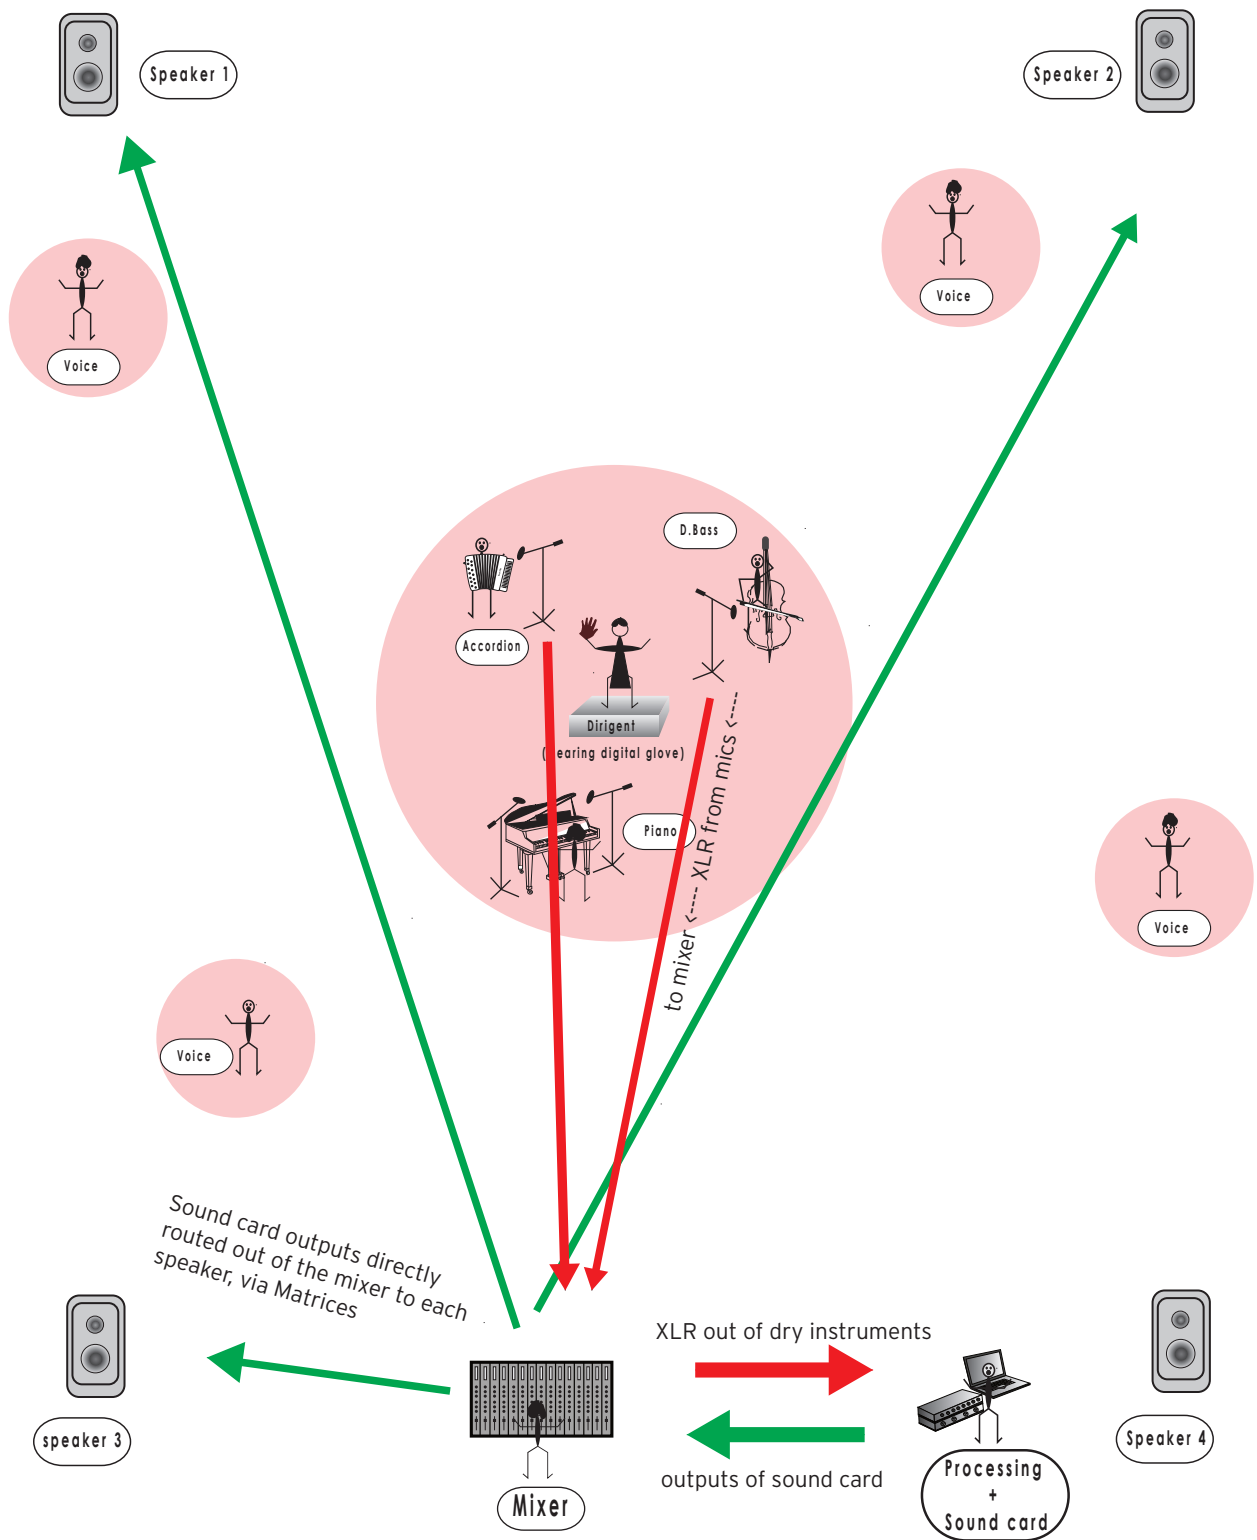 Speaker 1
Speaker 2
Voice
Voice
D.Bass
Accordion
Dirigent
(wearing digital glove)
Piano
to mixer <----- XLR from mics <-----
Voice
Voice
Sound card outputs directly
routed out of the mixer to each
speaker, via Matrices
XLR out of dry instruments
speaker 3
Speaker 4
outputs of sound card
Mixer
Processing
+
Sound card